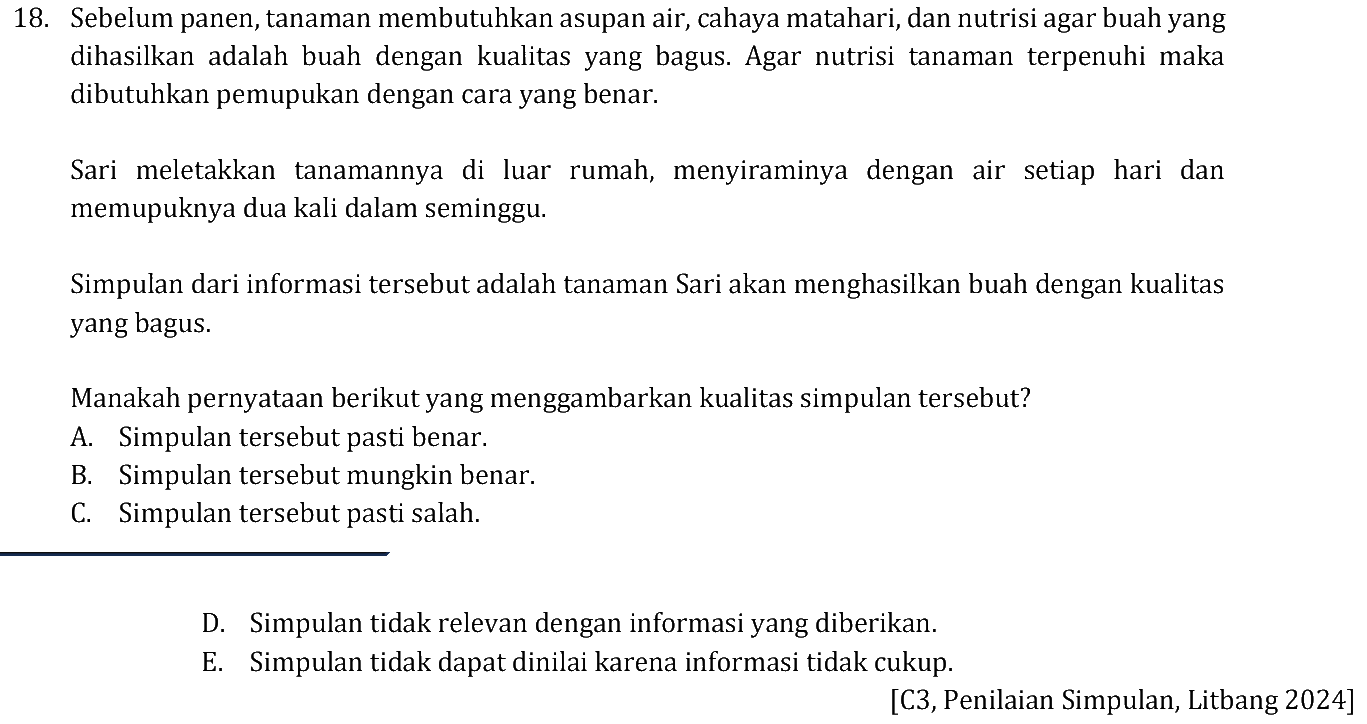 18. Sebelum panen, tanaman membutuhkan asupan air, cahaya matahari, dan nutrisi agar buah yang
dihasilkan adalah buah dengan kualitas yang bagus. Agar nutrisi tanaman terpenuhi maka
dibutuhkan pemupukan dengan cara yang benar.
Sari meletakkan tanamannya di luar rumah, menyiraminya dengan air setiap hari dan
memupuknya dua kali dalam seminggu.
Simpulan dari informasi tersebut adalah tanaman Sari akan menghasilkan buah dengan kualitas
yang bagus.
Manakah pernyataan berikut yang menggambarkan kualitas simpulan tersebut?
A. Simpulan tersebut pasti benar.
B. Simpulan tersebut mungkin benar.
C. Simpulan tersebut pasti salah.
D. Simpulan tidak relevan dengan informasi yang diberikan.
E. Simpulan tidak dapat dinilai karena informasi tidak cukup.
[C3, Penilaian Simpulan, Litbang 2024]